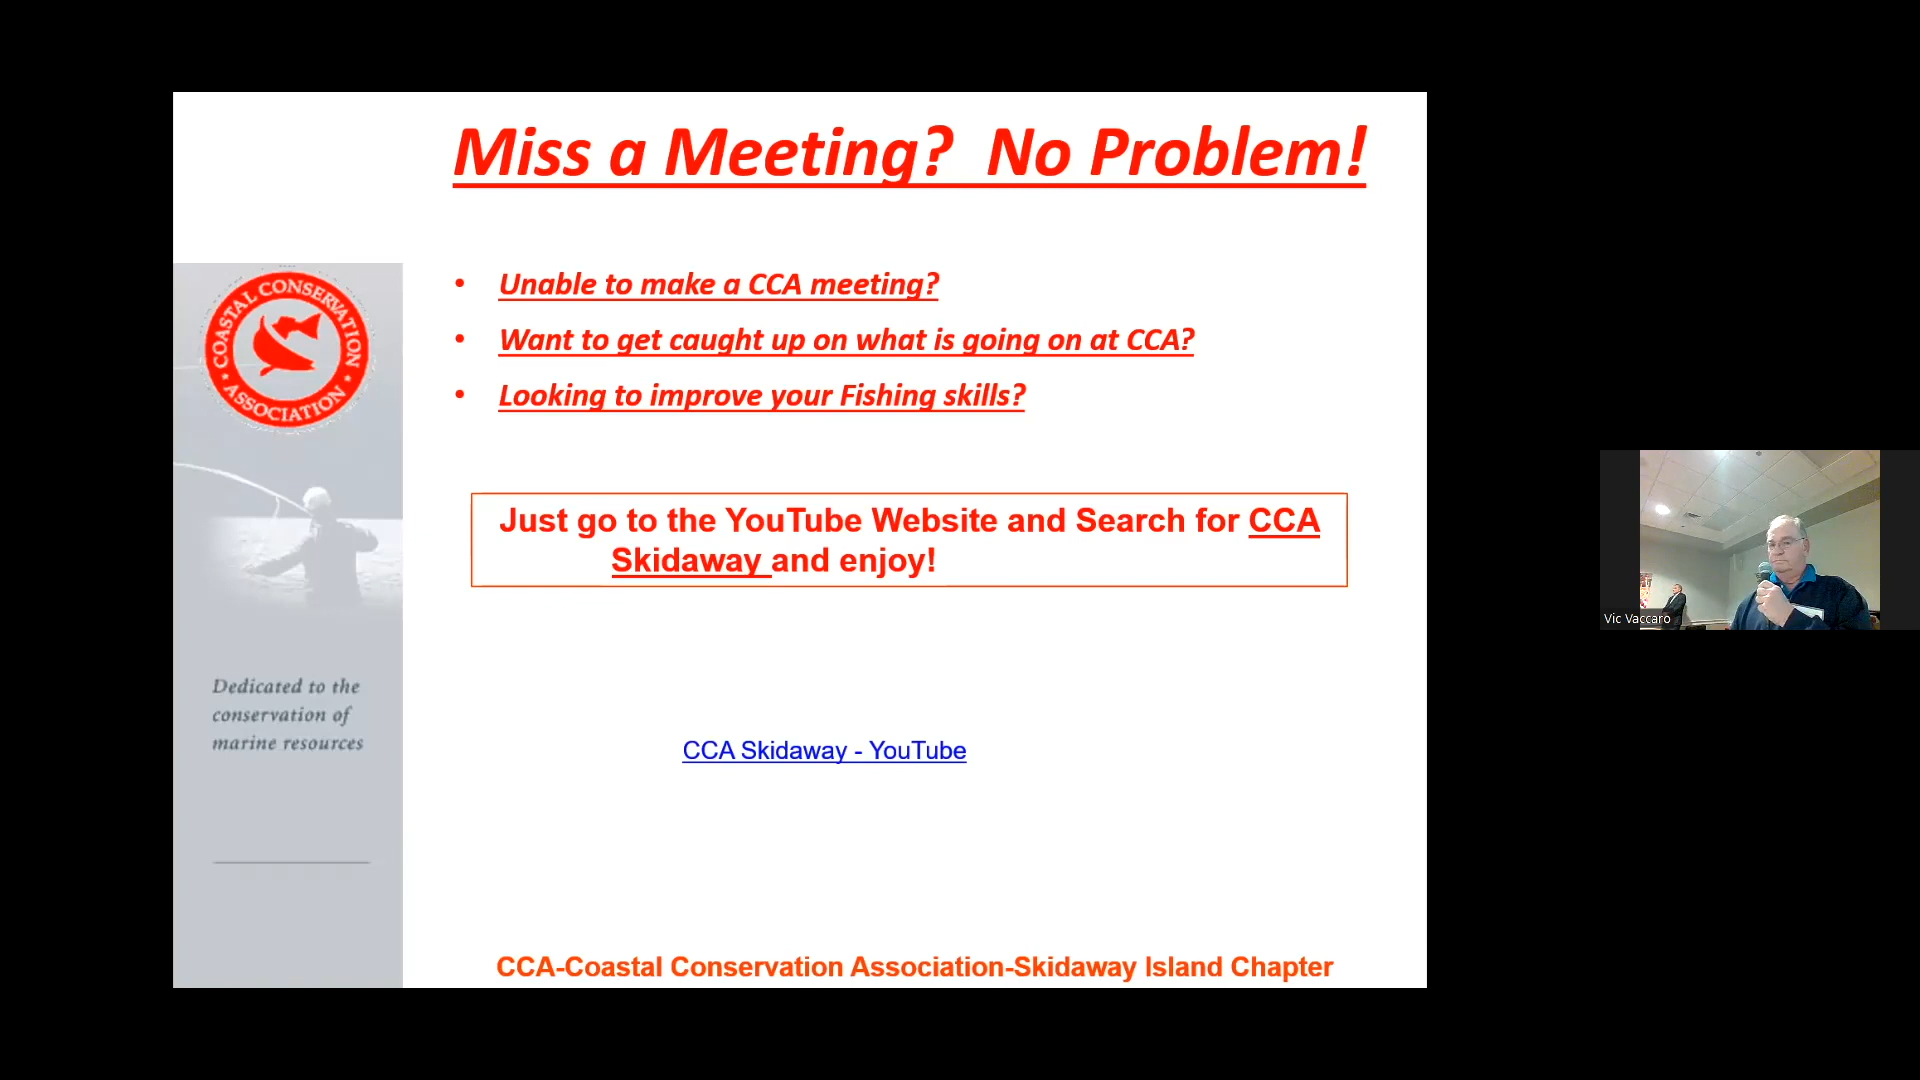 Miss a Meeting?  No Problem!
COASTAL CONSERVATION
ASSOCIATION
• Unable to make a CCA meeting?
• Want to get caught up on what is going on at CCA?
• Looking to improve your Fishing skills?
Just go to the YouTube Website and Search for CCA
Skidaway and enjoy!
Vic Vaccaro
Dedicated to the
conservation of
marine resources
CCA Skidaway - YouTube
CCA-Coastal Conservation Association-Skidaway Island Chapter